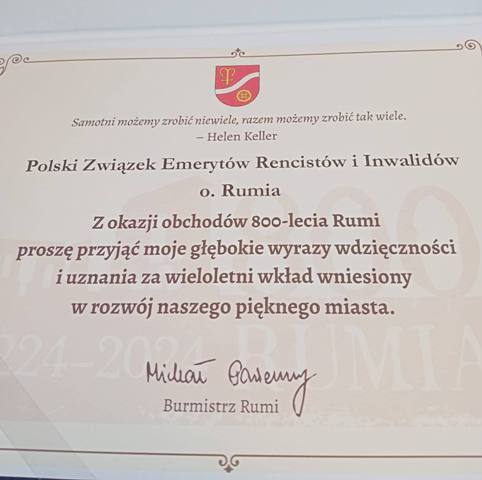 Samotni możemy zrobić niewiele, razem możemy zrobić tak wiele.
– Helen Keller
Polski Związek Emerytów Rencistów i Inwalidów
o. Rumia
Z okazji obchodów 800-lecia Rumi
proszę przyjąć moje głębokie wyrazy wdzięczności
i uznania za wieloletni wkład wniesiony
w rozwój naszego pięknego miasta.
224–2024 RUMIA
Michał
Burmistrz Rumi